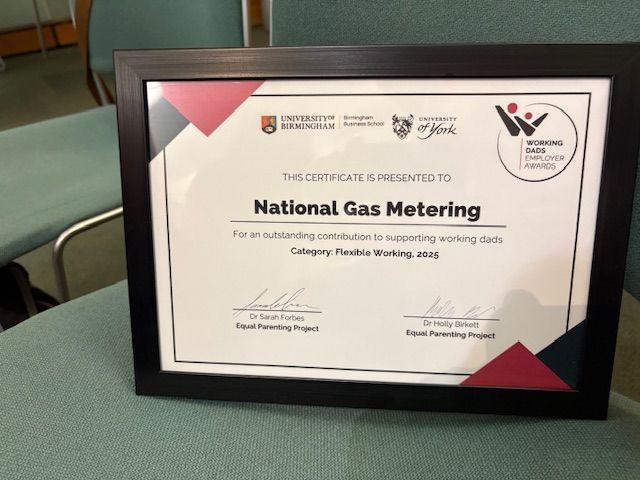 UNIVERSITY OF BIRMINGHAM
Birmingham Business School
UNIVERSITY of York
WORKING
DADS
EMPLOYER
AWARDS
THIS CERTIFICATE IS PRESENTED TO
National Gas Metering
For an outstanding contribution to supporting working dads
Category: Flexible Working, 2025
Dr Sarah Forbes
Equal Parenting Project
Dr Holly Birkett
Equal Parenting Project